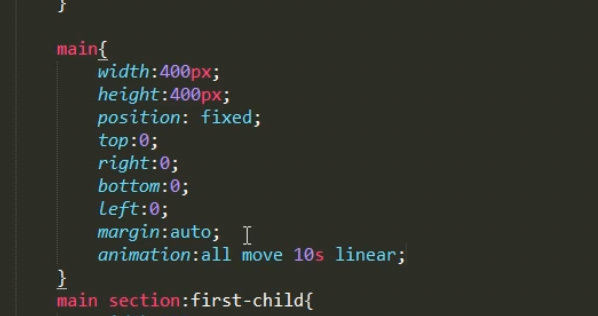 }
main{
width:400px;
height:400px;
position: fixed;
top:0;
right:0;
bottom:0;
left:0;
margin:auto;
animation:all move 10s linear;
}
main section:first-child{